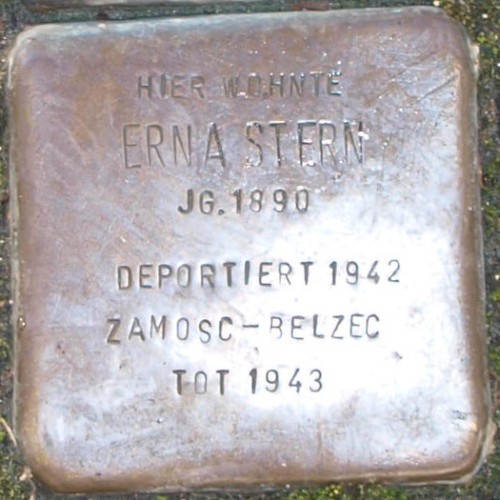 HIER WOHNTE
ERNA STERN
JG. 1890
DEPORTIERT 1942
ZAMOSC-BELZEC
TOT 1943